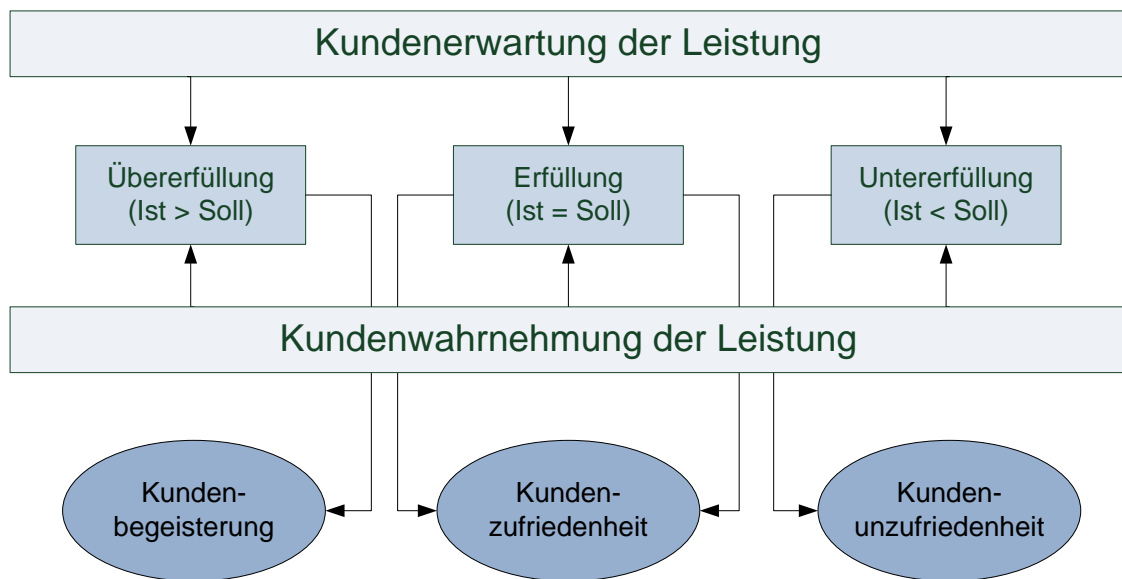 Kundenerwartung der Leistung
Übererfüllung
(Ist > Soll)
Erfüllung
(Ist = Soll)
Untererfüllung
(Ist < Soll)
Kundenwahrnehmung der Leistung
Kunden-
begeisterung
Kunden-
zufriedenheit
Kunden-
unzufriedenheit